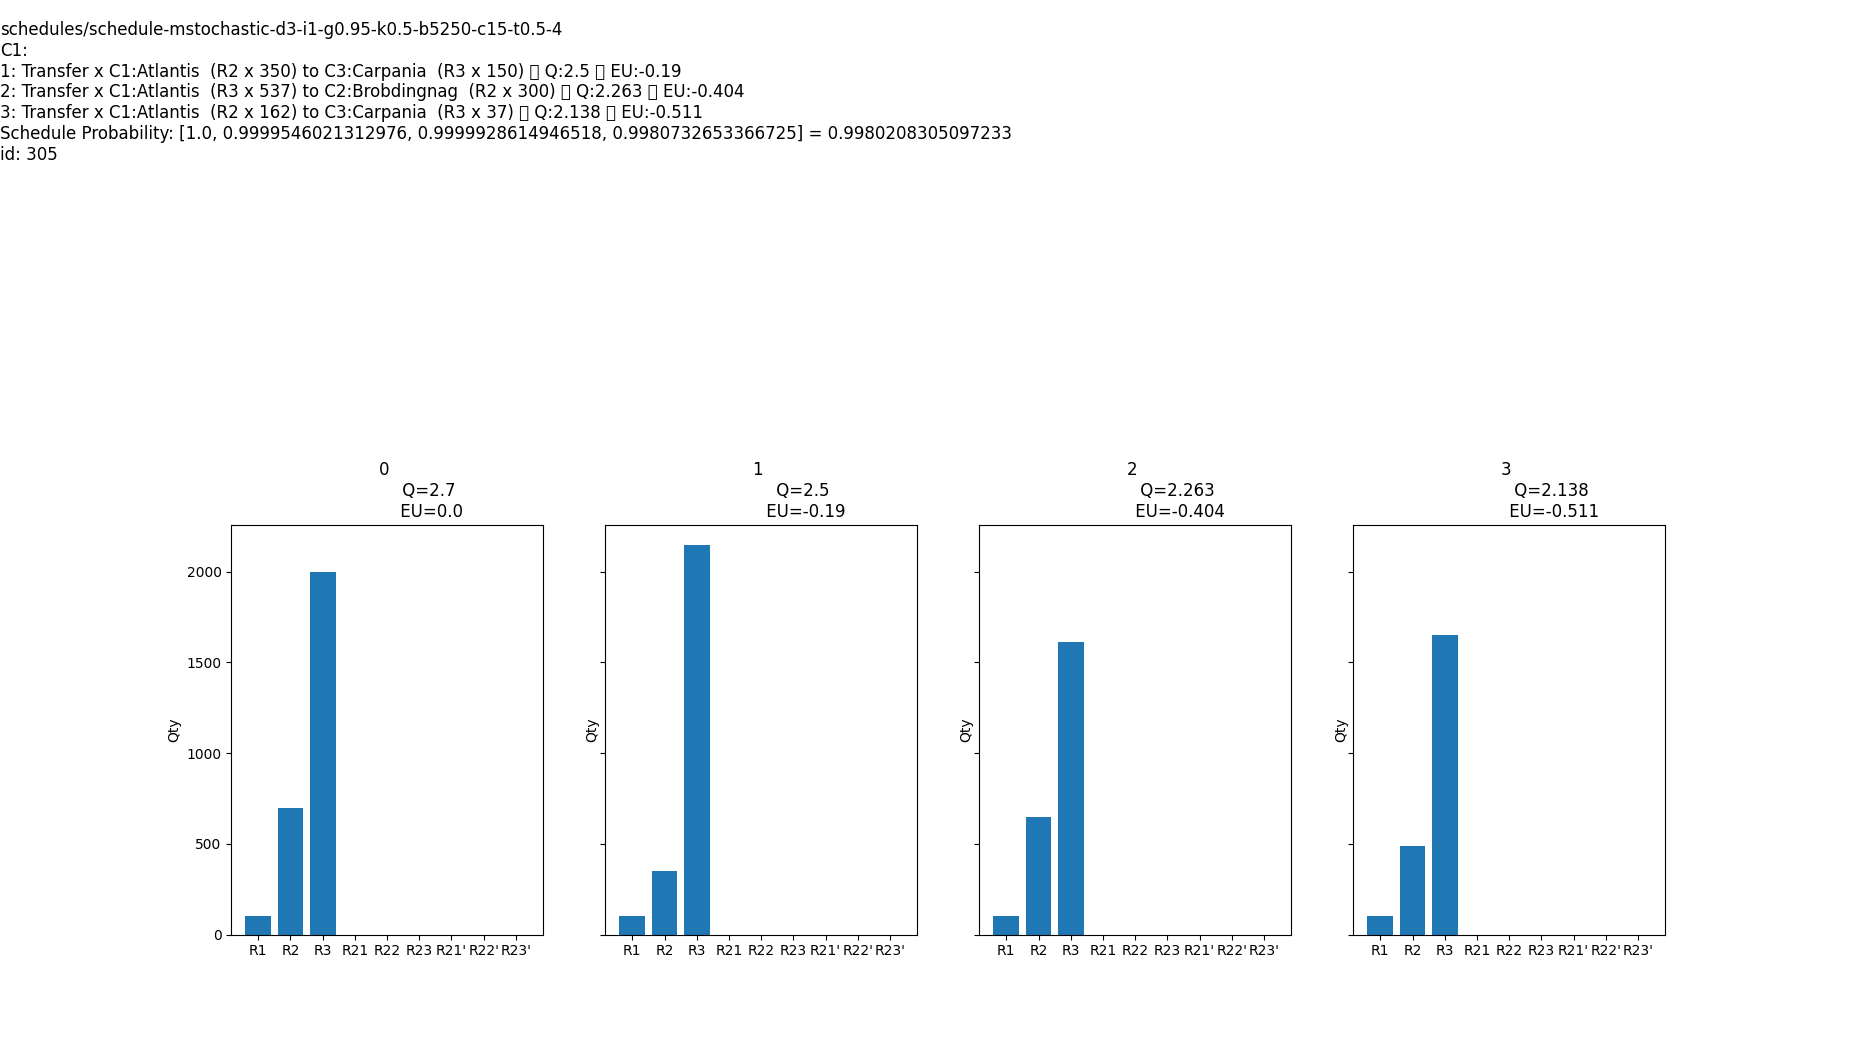 schedules/schedule-mstochastic-d3-i1-g0.95-k0.5-b5250-c15-t0.5-4
C1:
1: Transfer x C1:Atlantis  (R2 x 350) to C3:Carpania  (R3 x 150) ▯ Q:2.5 ▯ EU:-0.19
2: Transfer x C1:Atlantis  (R3 x 537) to C2:Brobdingnag  (R2 x 300) ▯ Q:2.263 ▯ EU:-0.404
3: Transfer x C1:Atlantis  (R2 x 162) to C3:Carpania  (R3 x 37) ▯ Q:2.138 ▯ EU:-0.511
Schedule Probability: [1.0, 0.9999546021312976, 0.9999928614946518, 0.9980732653366725] = 0.9980208305097233
id: 305
0
Q=2.7
EU=0.0
Qty
2000
1500
1000
500
0
R1 R2 R3 R21 R22 R23 R21' R22' R23'
1
Q=2.5
EU=-0.19
Qty
R1 R2 R3 R21 R22 R23 R21' R22' R23'
2
Q=2.263
EU=-0.404
Qty
R1 R2 R3 R21 R22 R23 R21' R22' R23'
3
Q=2.138
EU=-0.511
Qty
R1 R2 R3 R21 R22 R23 R21' R22' R23'